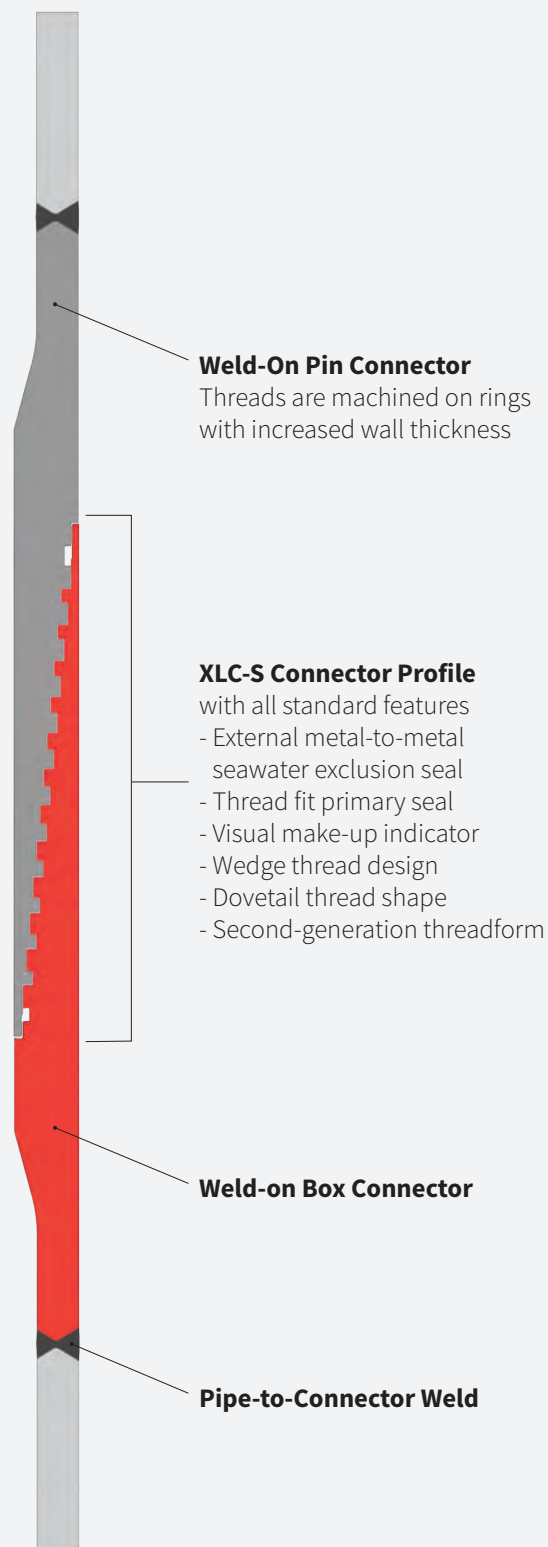 Weld-On Pin Connector
Threads are machined on rings
with increased wall thickness
XLC-S Connector Profile
with all standard features
- External metal-to-metal
seawater exclusion seal
- Thread fit primary seal
- Visual make-up indicator
- Wedge thread design
- Dovetail thread shape
- Second-generation threadform
Weld-on Box Connector
Pipe-to-Connector Weld